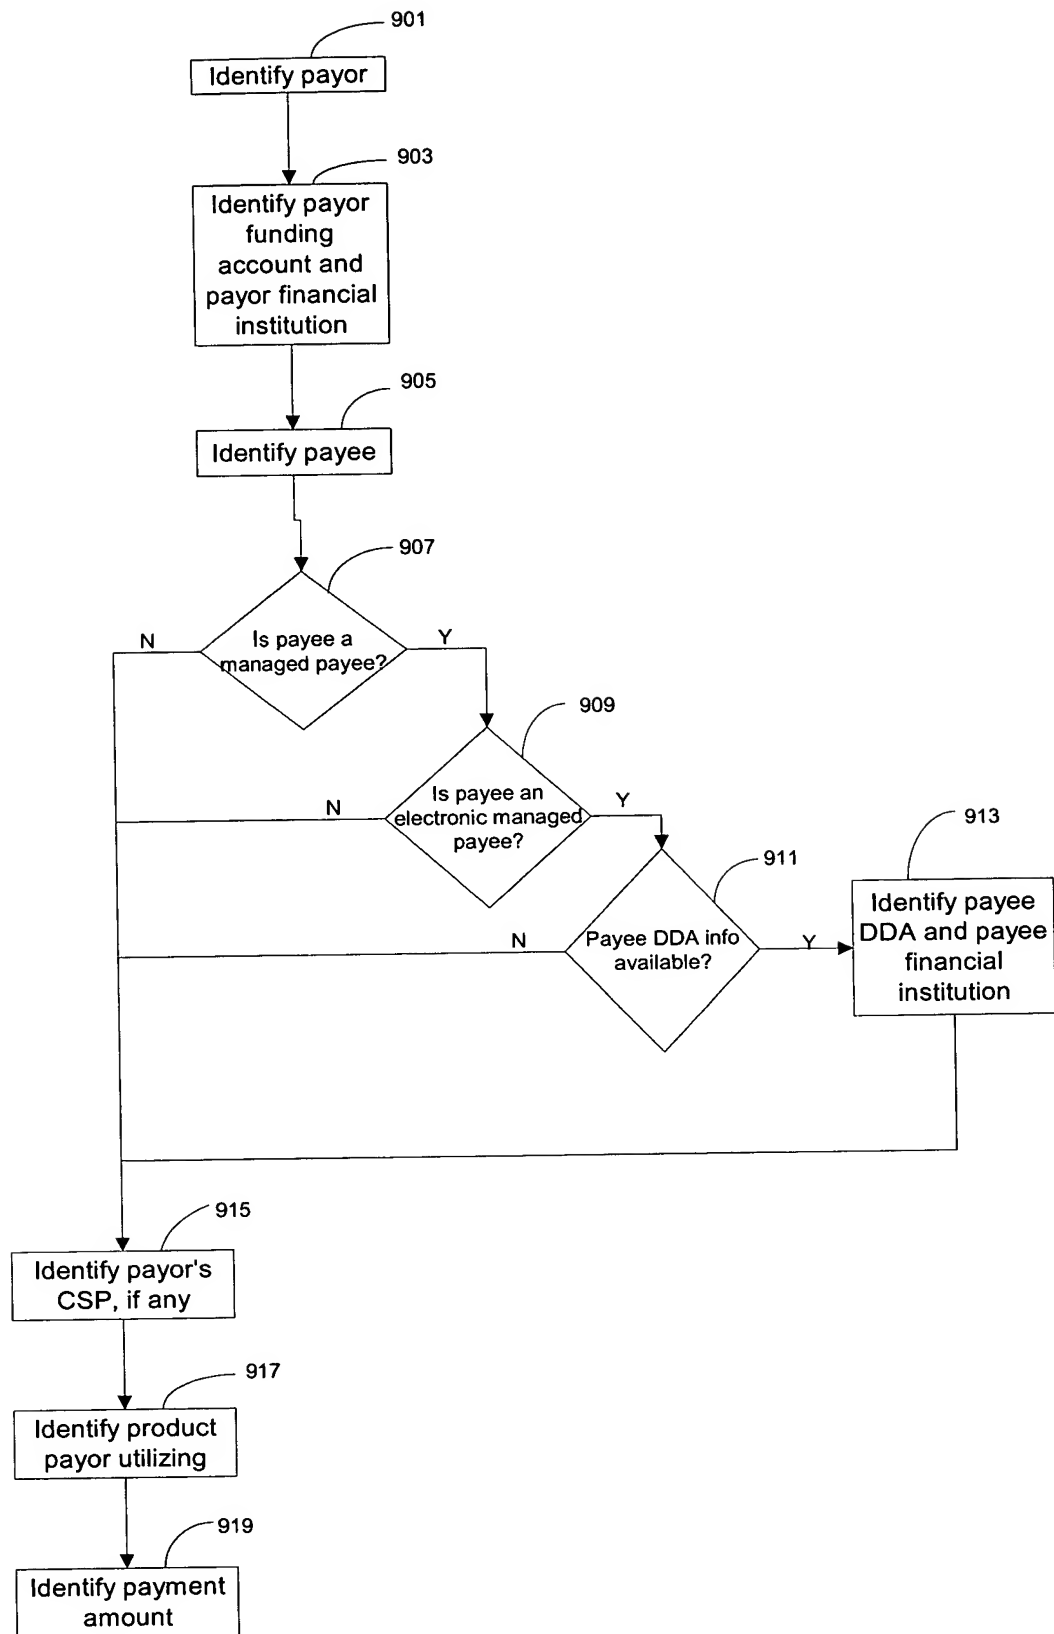 901
Identify payor
903
Identify payor
funding
account and
payor financial
institution
905
Identify payee
907
Is payee a
managed payee?
N
Y
909
Is payee an
electronic managed
payee?
N
Y
911
Payee DDA info
available?
N
Y
913
Identify payee
DDA and payee
financial
institution
915
Identify payor's
CSP, if any
917
Identify product
payor utilizing
919
Identify payment
amount